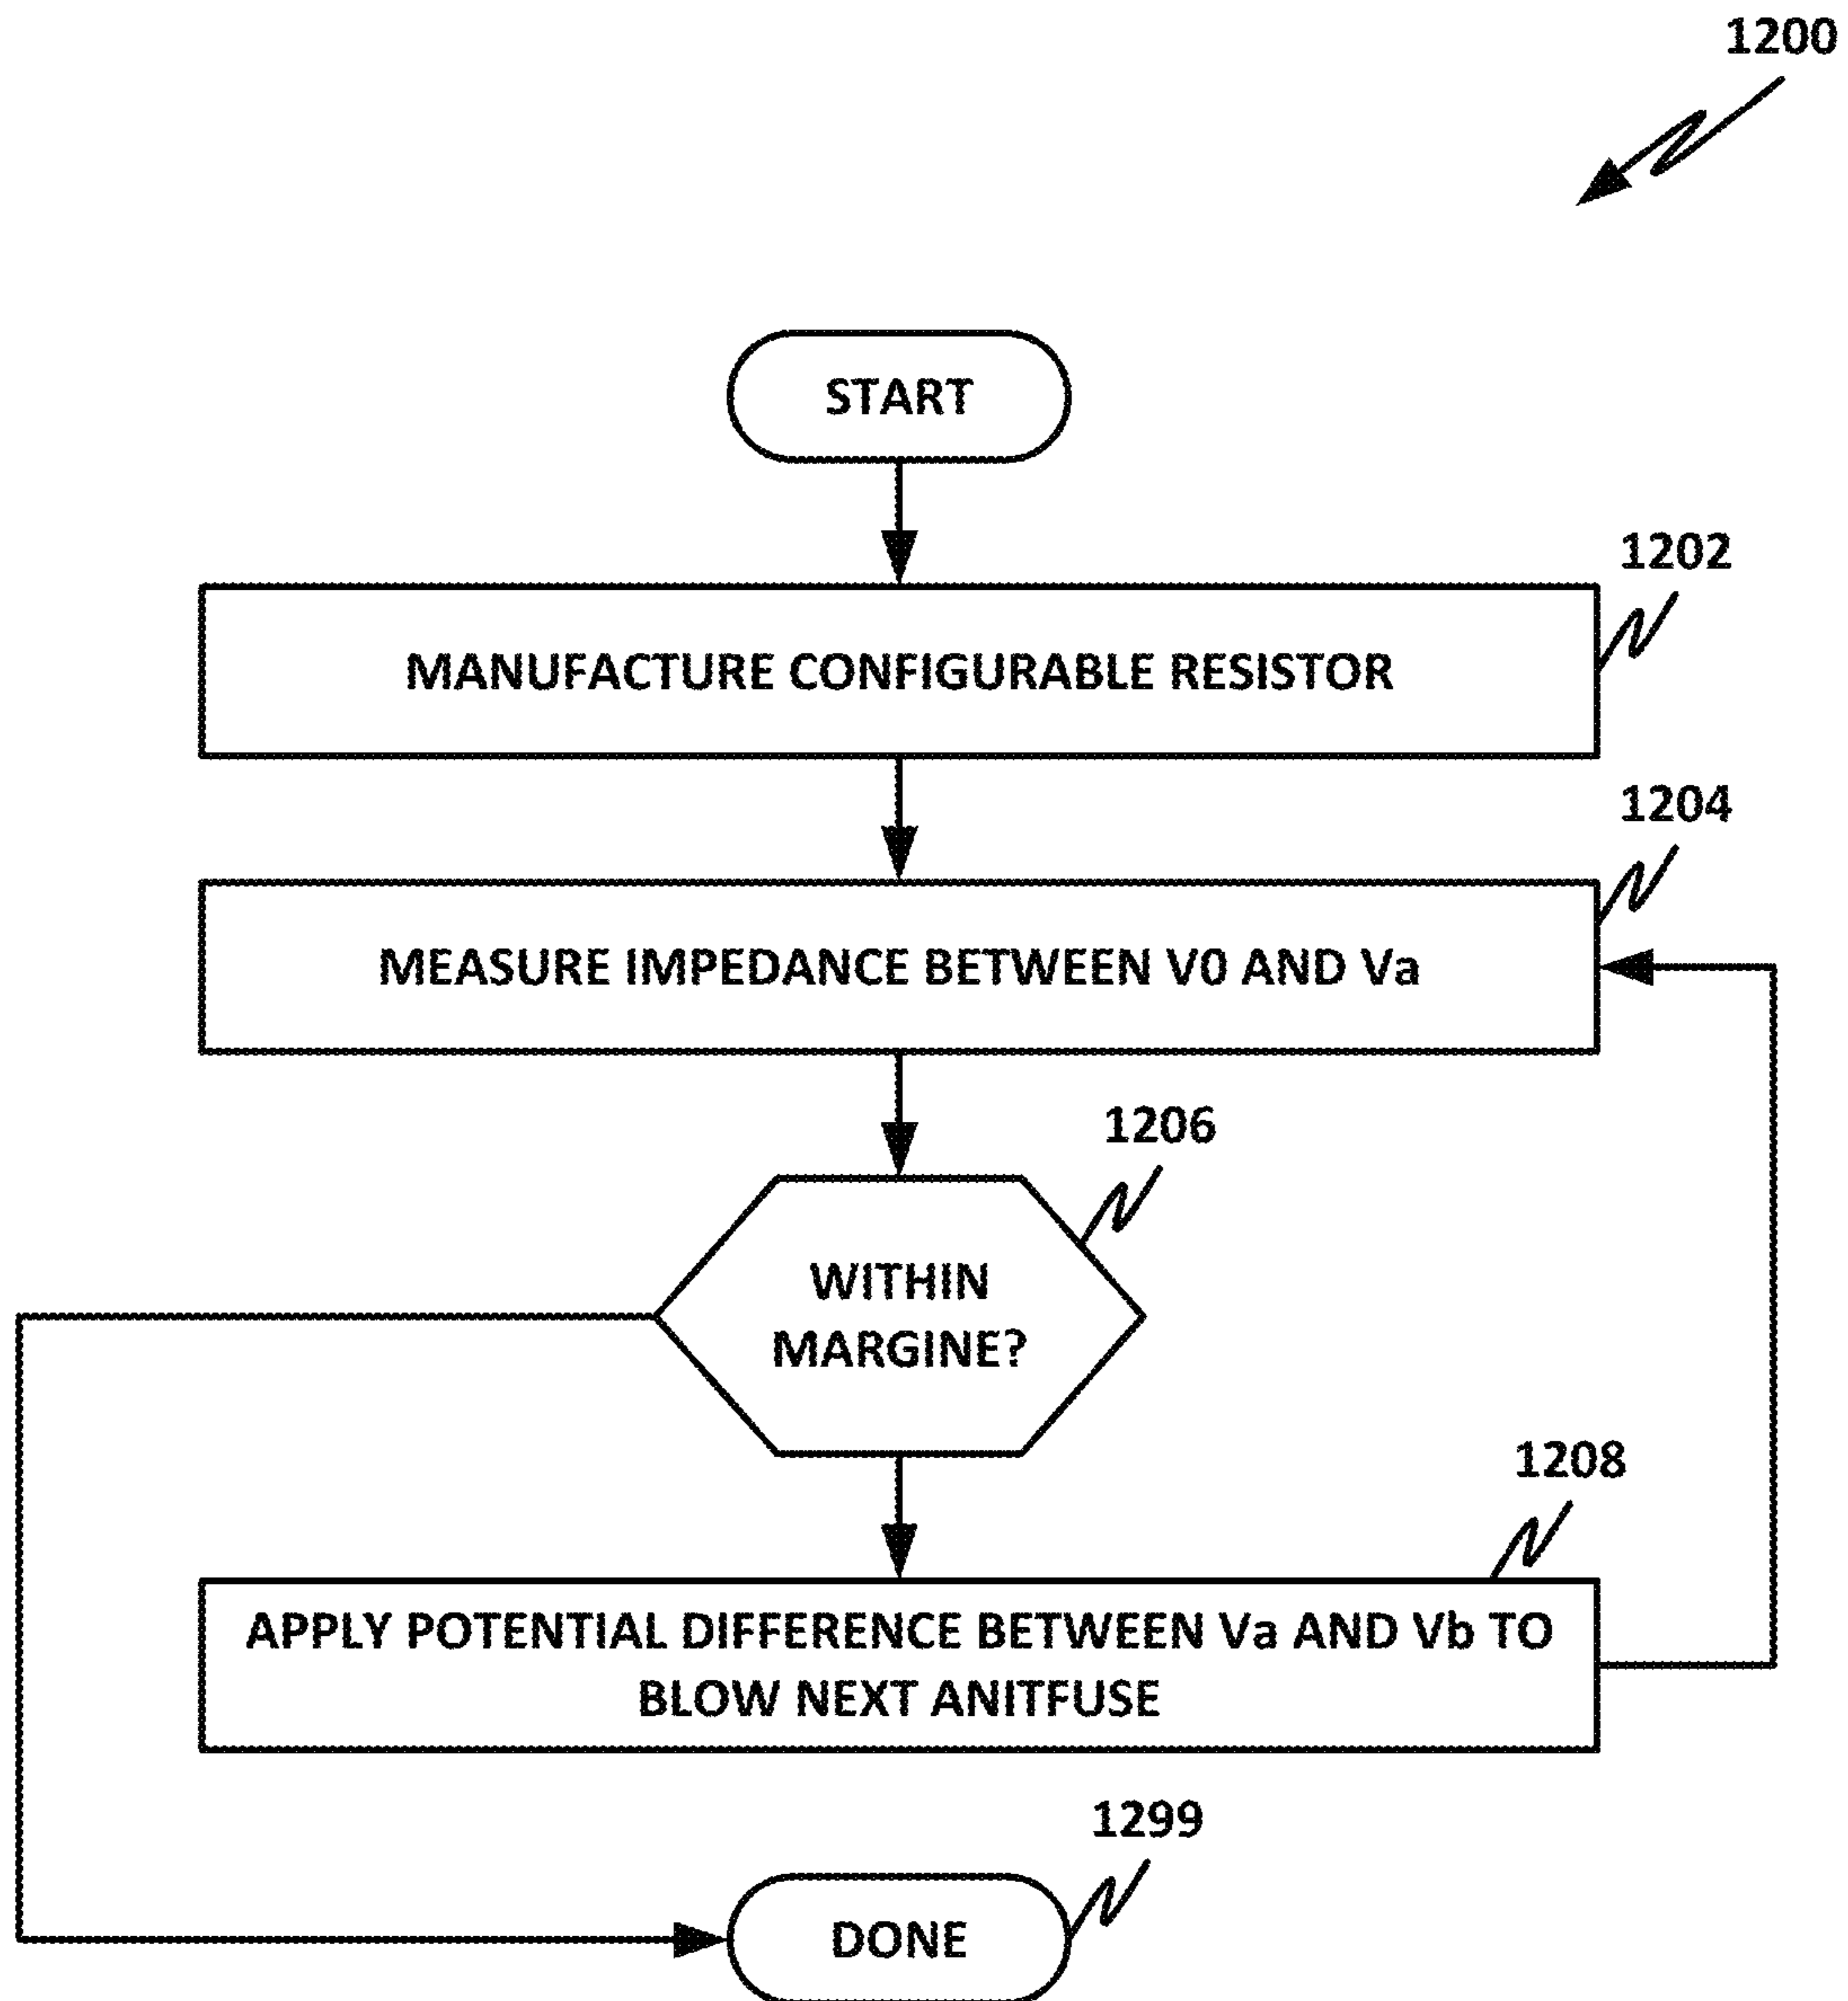 1200
START
1202
MANUFACTURE CONFIGURABLE RESISTOR
1204
MEASURE IMPEDANCE BETWEEN V0 AND Va
1206
WITHIN
MARGINE?
1208
APPLY POTENTIAL DIFFERENCE BETWEEN Va AND Vb TO
BLOW NEXT ANITFUSE
1299
DONE